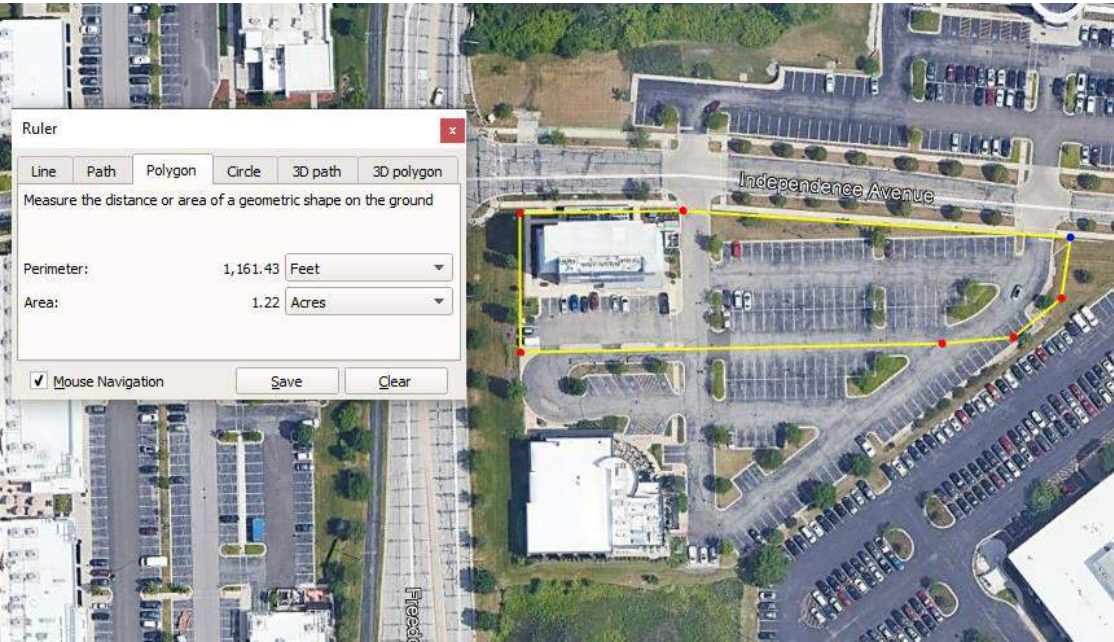 Ruler
x
Line Path Polygon Circle 3D path 3D polygon
Measure the distance or area of a geometric shape on the ground
Perimeter: 1,161.43 Feet
Area: 1.22 Acres
Mouse Navigation Save Clear
Independence Avenue